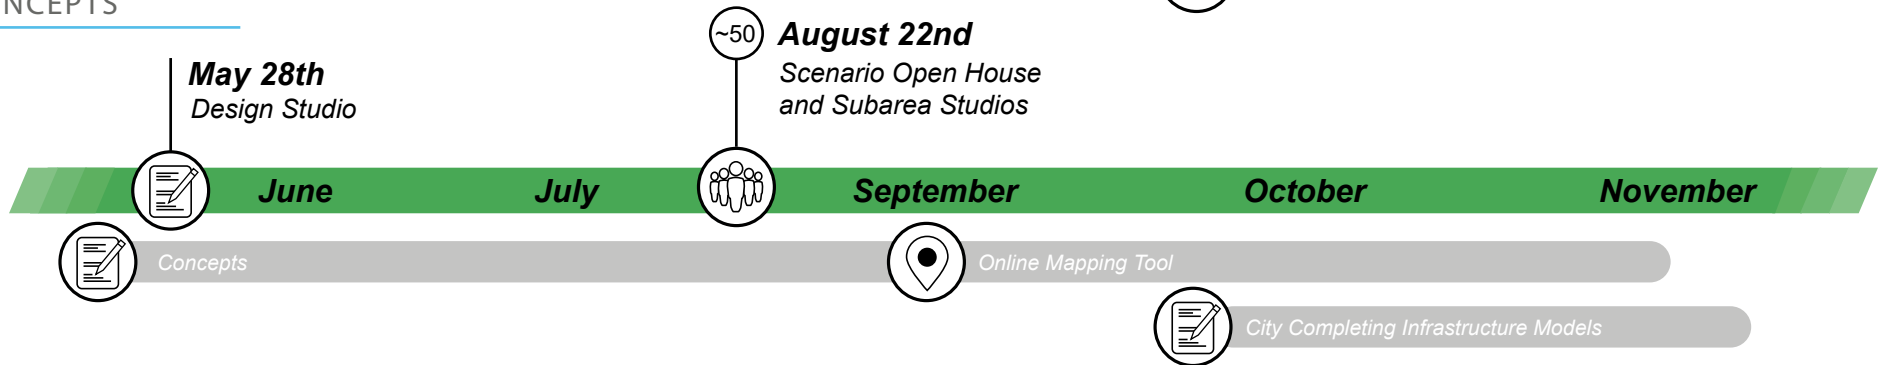 NCEPTS
~50
August 22nd
Scenario Open House
and Subarea Studios
May 28th
Design Studio
June
July
September
October
November
Concepts
Online Mapping Tool
City Completing Infrastructure Models